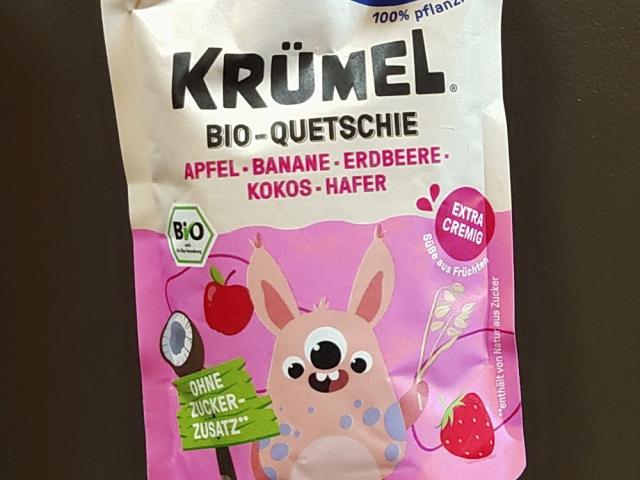 100% pflanzl
KRÜMEL®
BIO-QUETSCHIE
APFEL·BANANE·ERDBEERE·
KOKOS·HAFER
EXTRA
CREMIG
Süße aus Früchten
Bio
OHNE
ZUCKER-
ZUSATZ**
**enthält von Natur aus Zucker